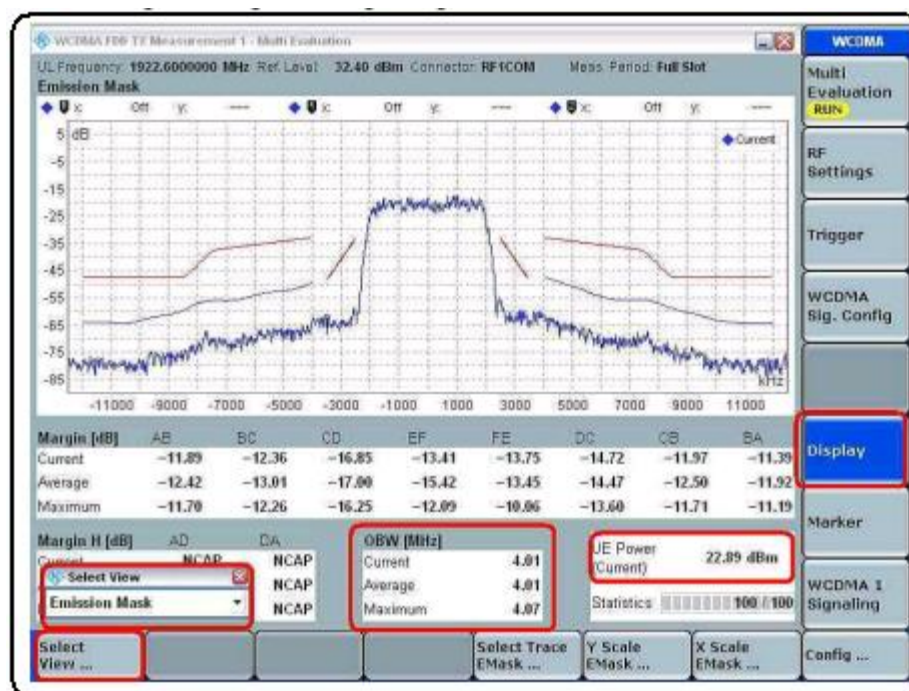 WCDMA FDD TX Measurement 1 - Multi Evaluation
WCDMA
UL Frequency: 1922.6000000 MHz Ref. Level: 32.40 dBm Connector: RF1COM Meas. Period: Full Slot
Emission Mask
x: Off y: --- x: Off y: --- x: Off y: ---
Multi
Evaluation
RUN
5 dB
Current
-5
-15
-25
-35
-45
-55
-65
-75
-85
kHz
-11000 -9000 -7000 -5000 -3000 -1000 1000 3000 5000 7000 9000 11000
RF
Settings
Trigger
WCDMA
Sig. Config
Display
Marker
WCDMA 1
Signaling
Margin [dB] AB BC CD EF FE DC CB BA
Current -11.89 -12.36 -16.85 -13.41 -13.75 -14.72 -11.97 -11.39
Average -12.42 -13.01 -17.00 -15.42 -13.45 -14.47 -12.50 -11.92
Maximum -11.70 -12.26 -16.25 -12.09 -10.06 -13.60 -11.71 -11.19
Margin H [dB] AD DA
Current NCAP NCAP
NCAP
NCAP
Select View
Emission Mask
OBW [MHz]
Current 4.01
Average 4.01
Maximum 4.07
UE Power
(Current) 22.89 dBm
Statistics 100 / 100
Select
View ...
Select Trace
EMask ...
Y Scale
EMask ...
X Scale
EMask ...
Config ...